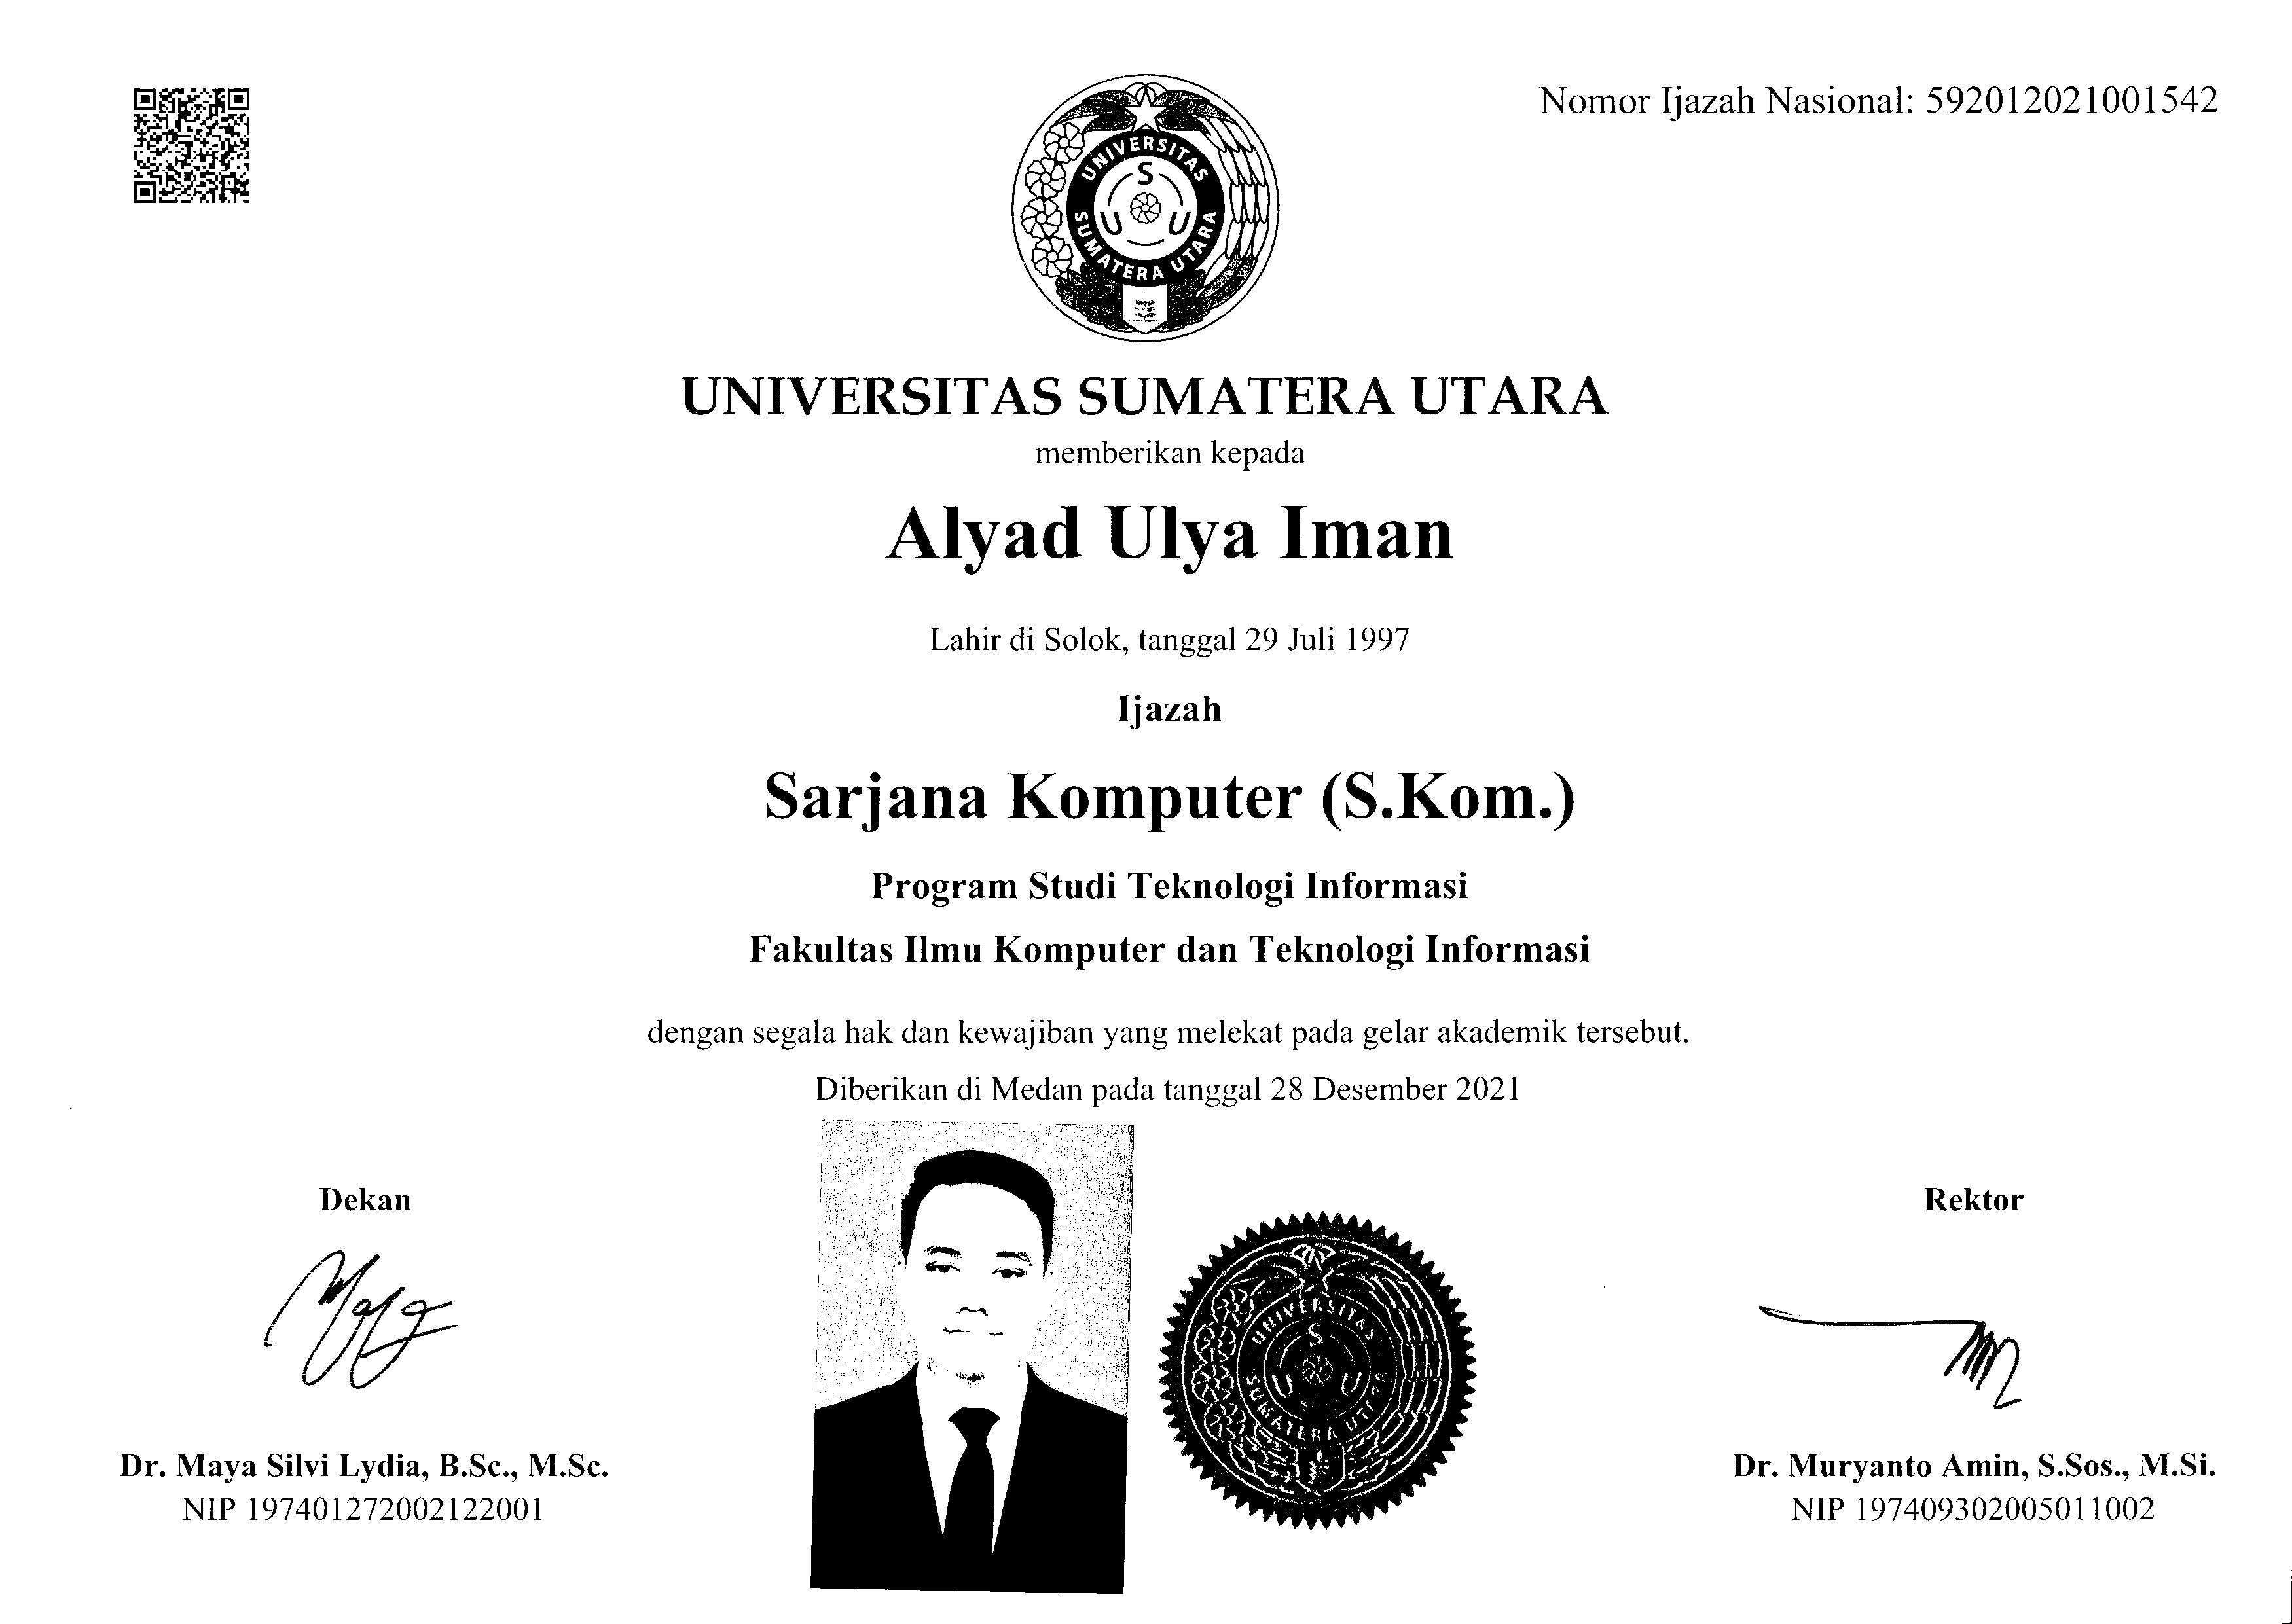 Nomor Ijazah Nasional: 592012021001542
UNIVERSITAS
SUMATERA UTARA
S
U U
UNIVERSITAS SUMATERA UTARA
memberikan kepada
Alyad Ulya Iman
Lahir di Solok, tanggal 29 Juli 1997
Ijazah
Sarjana Komputer (S.Kom.)
Program Studi Teknologi Informasi
Fakultas Ilmu Komputer dan Teknologi Informasi
dengan segala hak dan kewajiban yang melekat pada gelar akademik tersebut.
Diberikan di Medan pada tanggal 28 Desember 2021
Dekan
Rektor
UNIVERSITAS
SUMATERA UTARA
S
U U
Dr. Maya Silvi Lydia, B.Sc., M.Sc.
NIP 197401272002122001
Dr. Muryanto Amin, S.Sos., M.Si.
NIP 197409302005011002